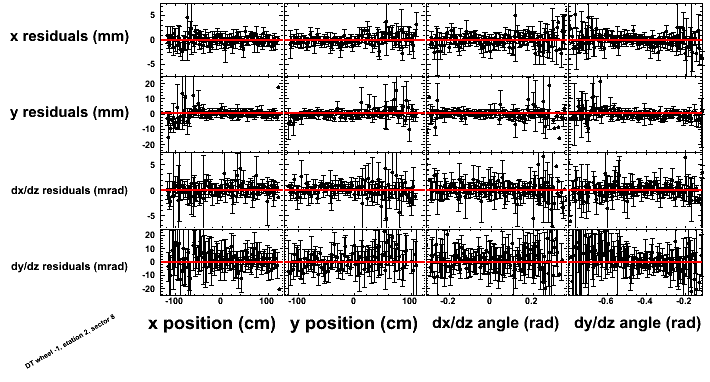 x residuals (mm)
5
0
-5
y residuals (mm)
20
10
0
-10
-20
dx/dz residuals (mrad)
5
0
-5
dy/dz residuals (mrad)
20
10
0
-10
-20
-100 0 100 -100 0 100 -0.2 0 0.2 -0.6 -0.4 -0.2
x position (cm) y position (cm) dx/dz angle (rad) dy/dz angle (rad)
DT wheel -1, station 2, sector 8